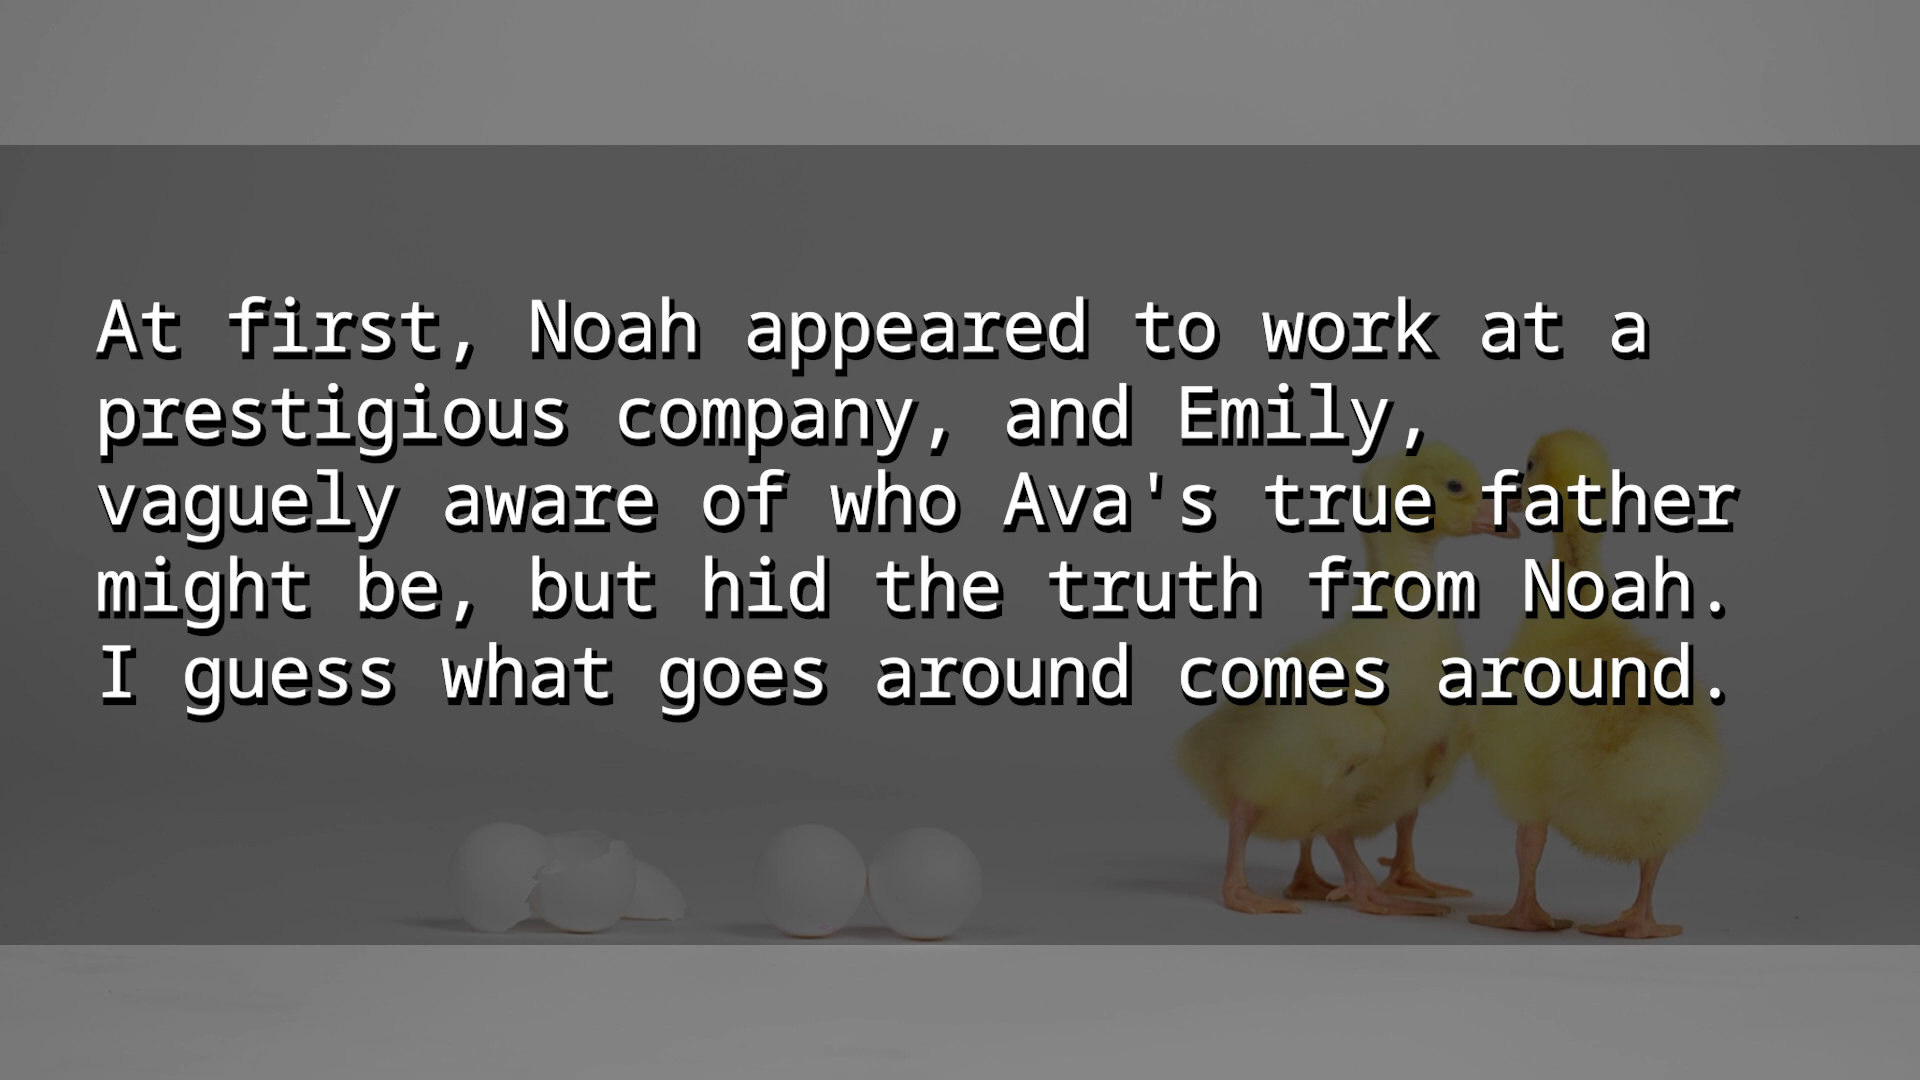 At first, Noah appeared to work at a
prestigious company, and Emily,
vaguely aware of who Ava's true father
might be, but hid the truth from Noah.
I guess what goes around comes around.